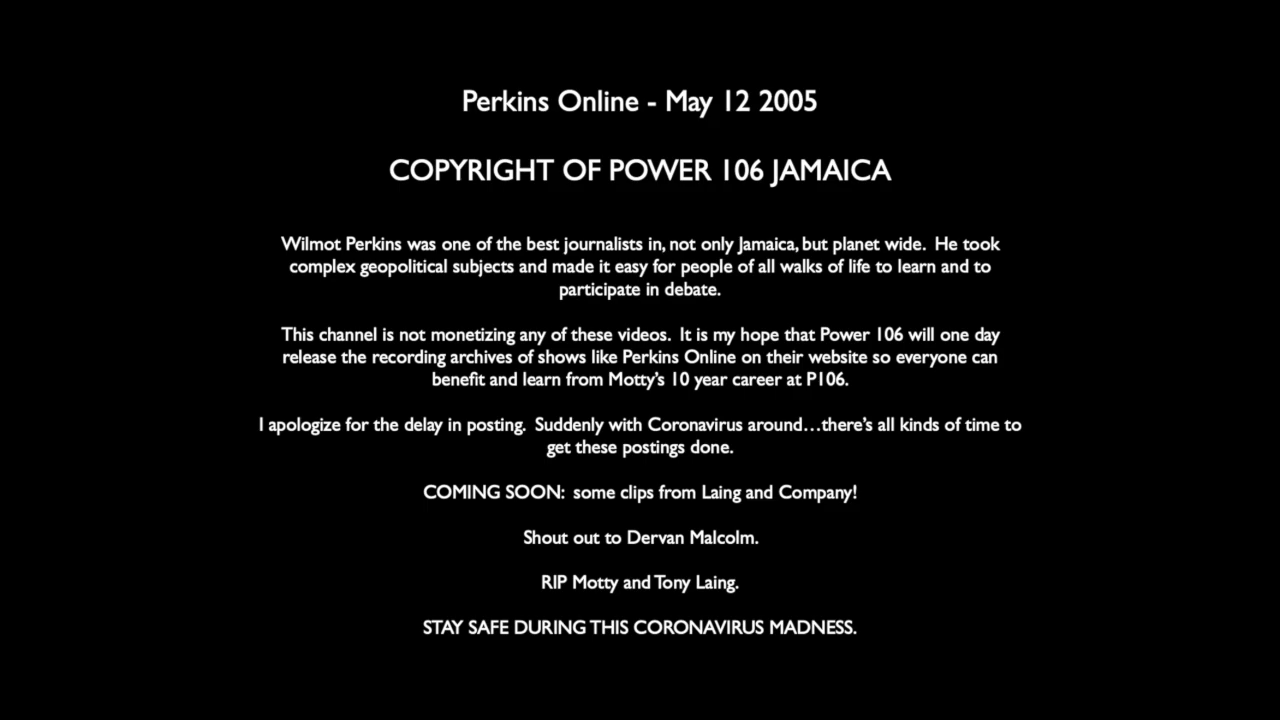 Perkins Online - May 12 2005
COPYRIGHT OF POWER 106 JAMAICA
Wilmot Perkins was one of the best journalists in, not only Jamaica, but planet wide.  He took
complex geopolitical subjects and made it easy for people of all walks of life to learn and to
participate in debate.
This channel is not monetizing any of these videos.  It is my hope that Power 106 will one day
release the recording archives of shows like Perkins Online on their website so everyone can
benefit and learn from Motty's 10 year career at P106.
I apologize for the delay in posting.  Suddenly with Coronavirus around...there's all kinds of time to
get these postings done.
COMING SOON:  some clips from Laing and Company!
Shout out to Dervan Malcolm.
RIP Motty and Tony Laing.
STAY SAFE DURING THIS CORONAVIRUS MADNESS.